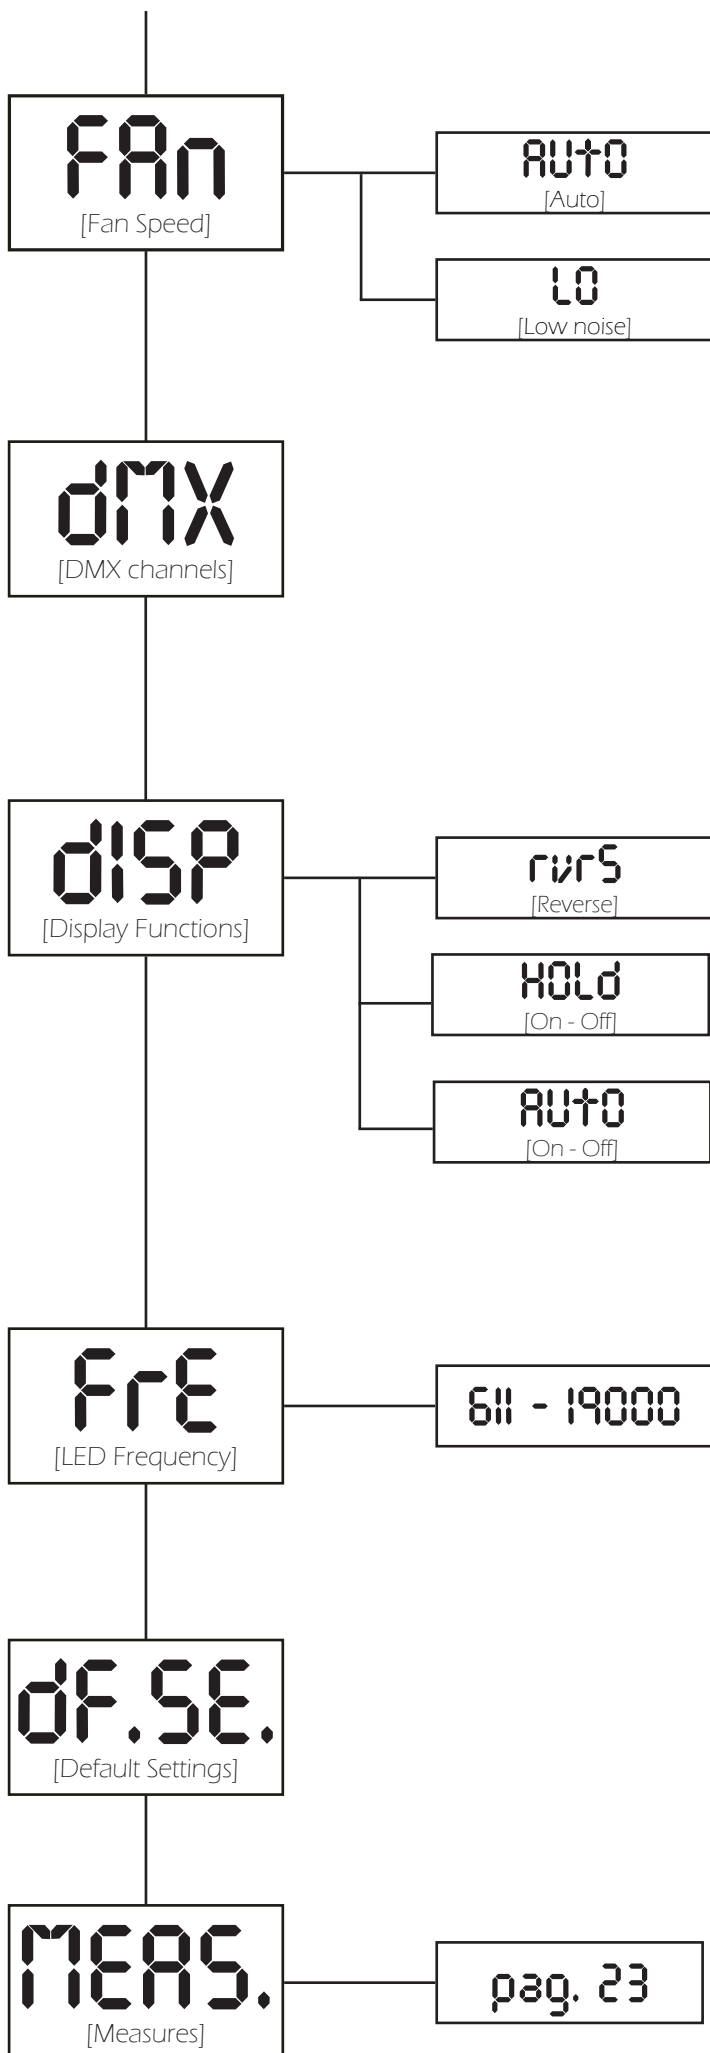 FAn
[Fan Speed]
AUtO
[Auto]
LO
[Low noise]
dMX
[DMX channels]
dISP
[Display Functions]
rvrS
[Reverse]
HOLd
[On - Off]
AUtO
[On - Off]
FrE
[LED Frequency]
611 - 19000
dF.SE.
[Default Settings]
MEAS.
[Measures]
pag. 23